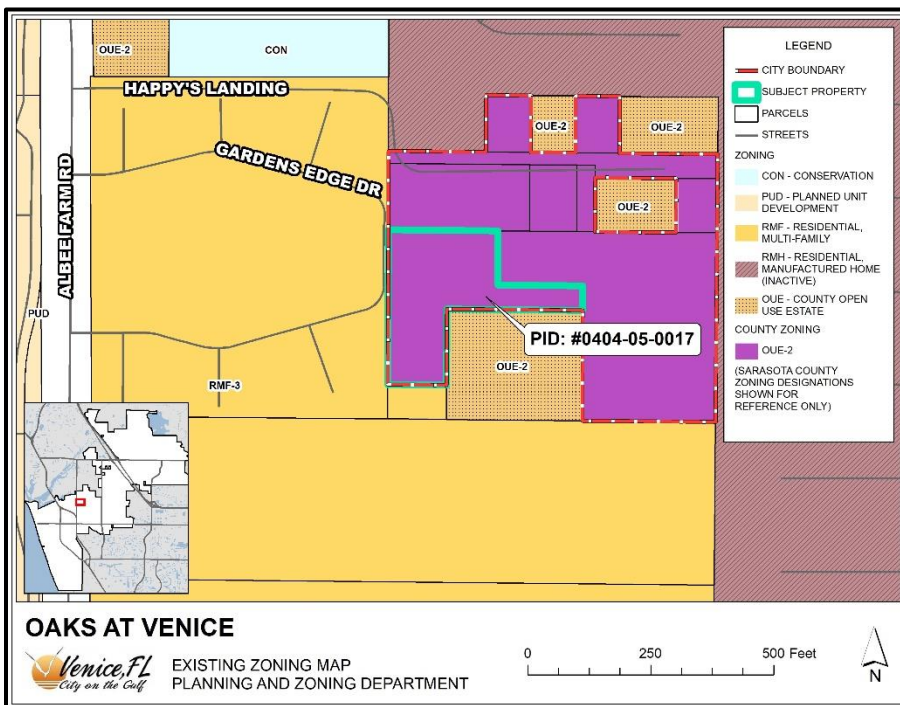 OUE-2
CON
HAPPY'S LANDING
GARDENS EDGE DR
ALBEE FARM RD
OUE-2
OUE-2
OUE-2
PUD
PID: #0404-05-0017
OUE-2
RMF-3
LEGEND
CITY BOUNDARY
SUBJECT PROPERTY
PARCELS
STREETS
ZONING
CON - CONSERVATION
PUD - PLANNED UNIT
DEVELOPMENT
RMF - RESIDENTIAL,
MULTI-FAMILY
RMH - RESIDENTIAL,
MANUFACTURED HOME
(INACTIVE)
OUE - COUNTY OPEN
USE ESTATE
COUNTY ZONING
OUE-2
(SARASOTA COUNTY
ZONING DESIGNATIONS
SHOWN FOR
REFERENCE ONLY)
OAKS AT VENICE
Venice, FL
City on the Gulf
EXISTING ZONING MAP
PLANNING AND ZONING DEPARTMENT
0 250 500 Feet
N